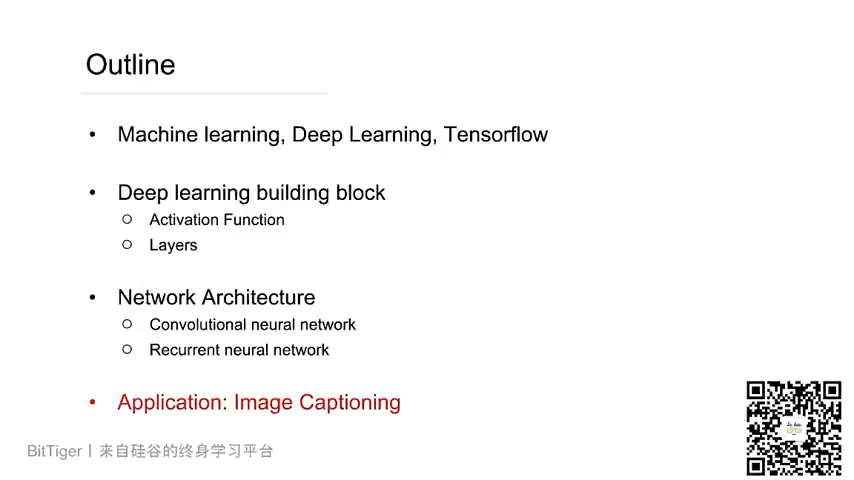 Outline
• Machine learning, Deep Learning, Tensorflow
• Deep learning building block
○ Activation Function
○ Layers
• Network Architecture
○ Convolutional neural network
○ Recurrent neural network
• Application: Image Captioning
BitTiger | 来自硅谷的终身学习平台